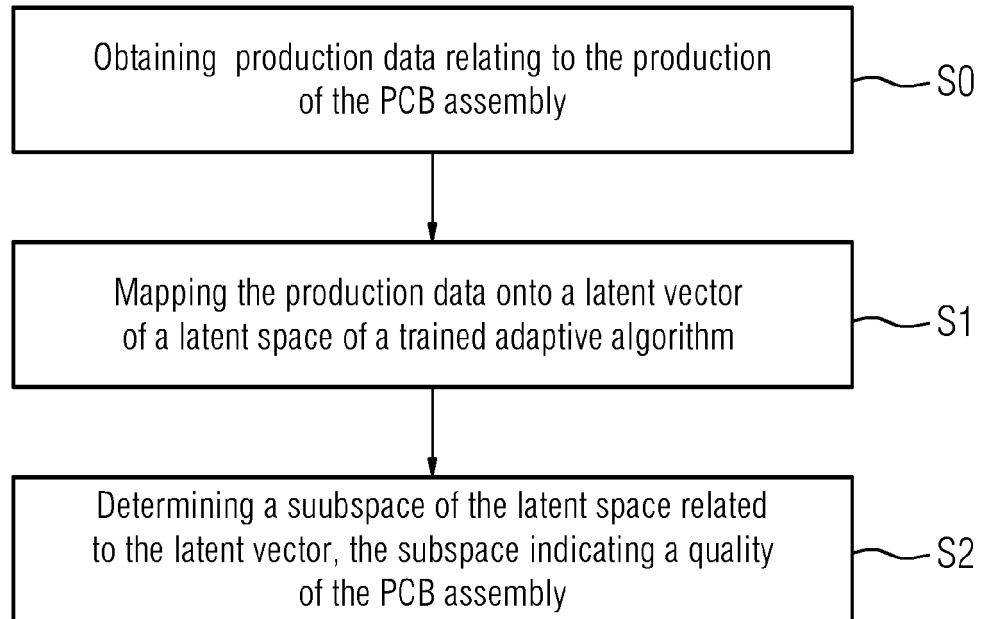 Obtaining production data relating to the production
of the PCB assembly
S0
Mapping the production data onto a latent vector
of a latent space of a trained adaptive algorithm
S1
Determining a suubspace of the latent space related
to the latent vector, the subspace indicating a quality
of the PCB assembly
S2